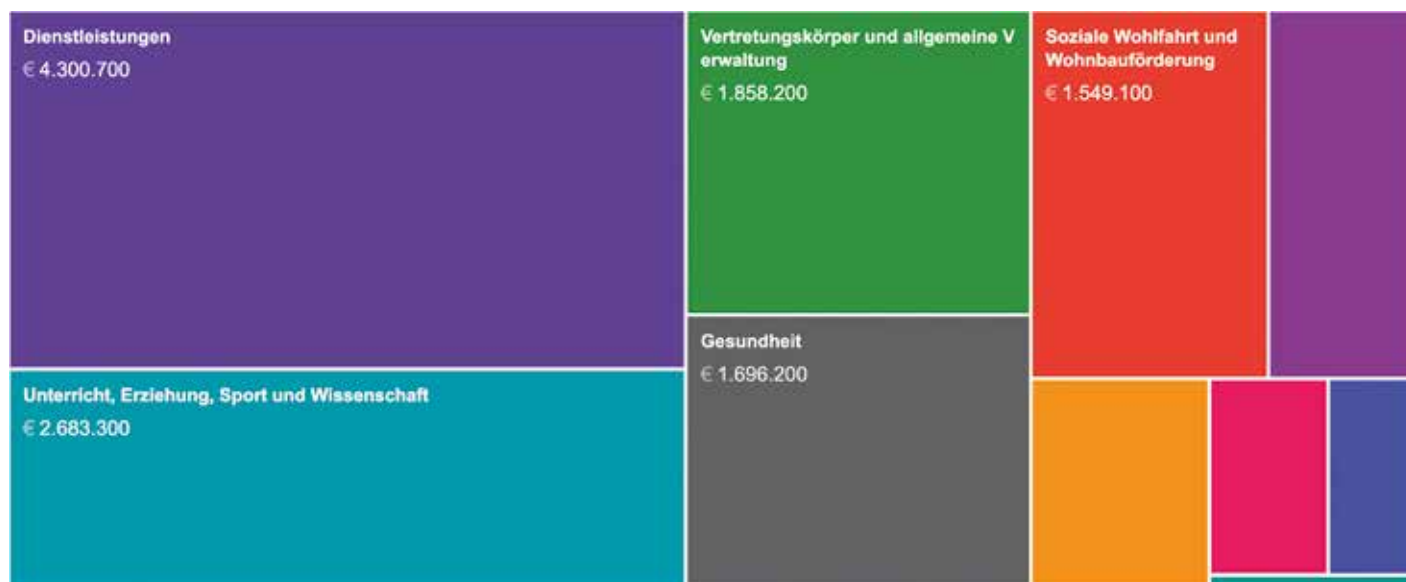 Dienstleistungen
€ 4.300.700
Vertretungskörper und allgemeine V
erwaltung
€ 1.858.200
Soziale Wohlfahrt und
Wohnbauförderung
€ 1.549.100
Unterricht, Erziehung, Sport und Wissenschaft
€ 2.683.300
Gesundheit
€ 1.696.200